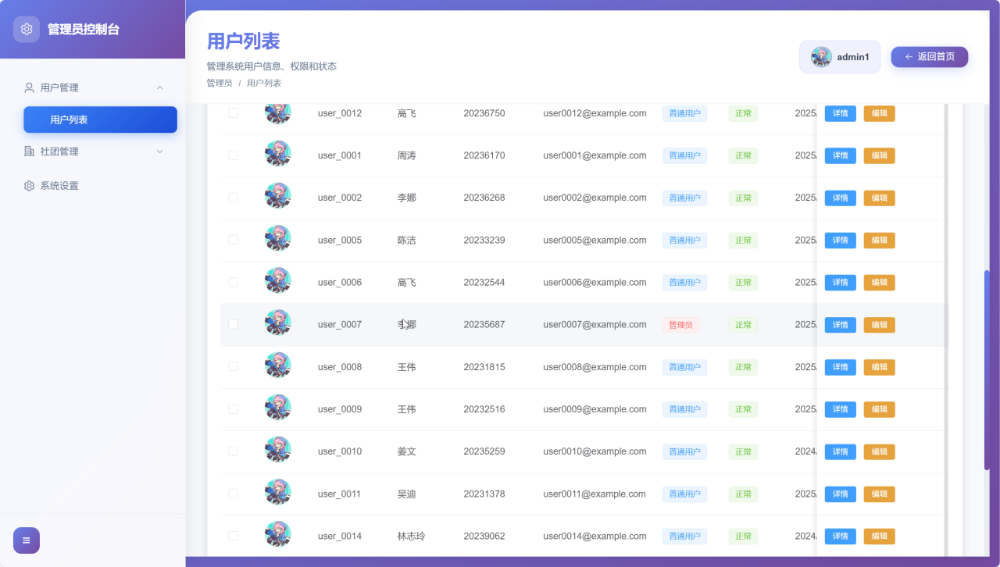 管理员控制台
用户管理
用户列表
社团管理
系统设置
用户列表
管理系统用户信息、权限和状态
管理员 / 用户列表
admin1
← 返回首页
user_0012 高飞 20236750 user0012@example.com 普通用户 正常 2025/ 详情 编辑
user_0001 周涛 20236170 user0001@example.com 普通用户 正常 2025/ 详情 编辑
user_0002 李娜 20236268 user0002@example.com 普通用户 正常 2025/ 详情 编辑
user_0005 陈洁 20233239 user0005@example.com 普通用户 正常 2025/ 详情 编辑
user_0006 高飞 20232544 user0006@example.com 普通用户 正常 2025/ 详情 编辑
user_0007 李娜 20235687 user0007@example.com 管理员 正常 2025/ 详情 编辑
user_0008 王伟 20231815 user0008@example.com 普通用户 正常 2025/ 详情 编辑
user_0009 王伟 20232516 user0009@example.com 普通用户 正常 2025/ 详情 编辑
user_0010 姜文 20235259 user0010@example.com 普通用户 正常 2024/ 详情 编辑
user_0011 吴迪 20231378 user0011@example.com 普通用户 正常 2025/ 详情 编辑
user_0014 林志玲 20239062 user0014@example.com 普通用户 正常 2024/ 详情 编辑